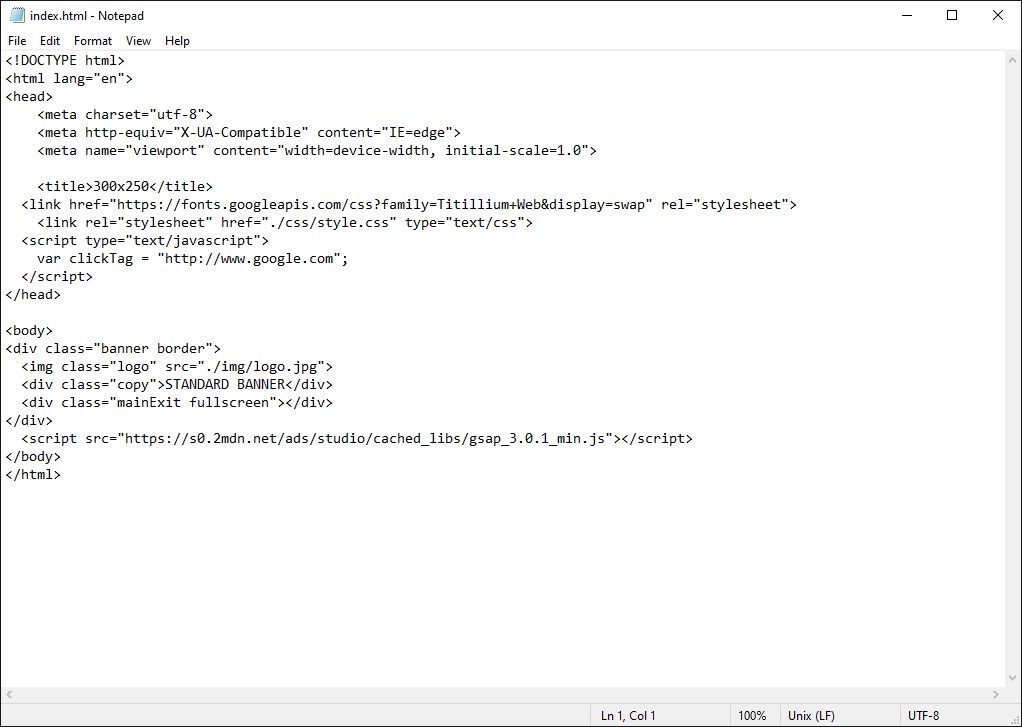 index.html - Notepad
File Edit Format View Help
<!DOCTYPE html>
<html lang="en">
<head>
    <meta charset="utf-8">
    <meta http-equiv="X-UA-Compatible" content="IE=edge">
    <meta name="viewport" content="width=device-width, initial-scale=1.0">

    <title>300x250</title>
  <link href="https://fonts.googleapis.com/css?family=Titillium+Web&display=swap" rel="stylesheet">
    <link rel="stylesheet" href="./css/style.css" type="text/css">
  <script type="text/javascript">
    var clickTag = "http://www.google.com";
  </script>
</head>

<body>
<div class="banner border">
  <img class="logo" src="./img/logo.jpg">
  <div class="copy">STANDARD BANNER</div>
  <div class="mainExit fullscreen"></div>
</div>
  <script src="https://s0.2mdn.net/ads/studio/cached_libs/gsap_3.0.1_min.js"></script>
</body>
</html>
Ln 1, Col 1 100% Unix (LF) UTF-8